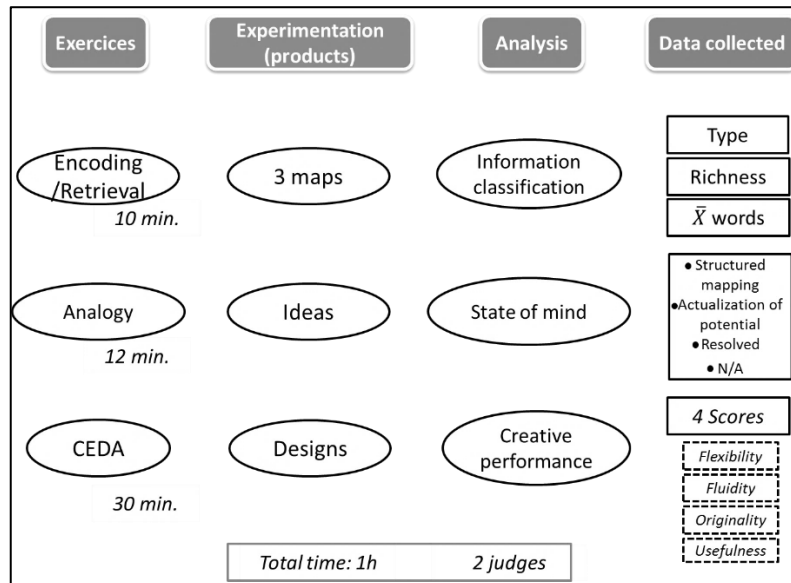 Exercices
Experimentation
(products)
Analysis
Data collected
Encoding
/Retrieval
10 min.
3 maps
Information
classification
Type
Richness
X̄ words
Analogy
12 min.
Ideas
State of mind
● Structured
mapping
●Actualization of
potential
● Resolved
● N/A
CEDA
30 min.
Designs
Creative
performance
4 Scores
Flexibility
Fluidity
Originality
Usefulness
Total time: 1h 2 judges